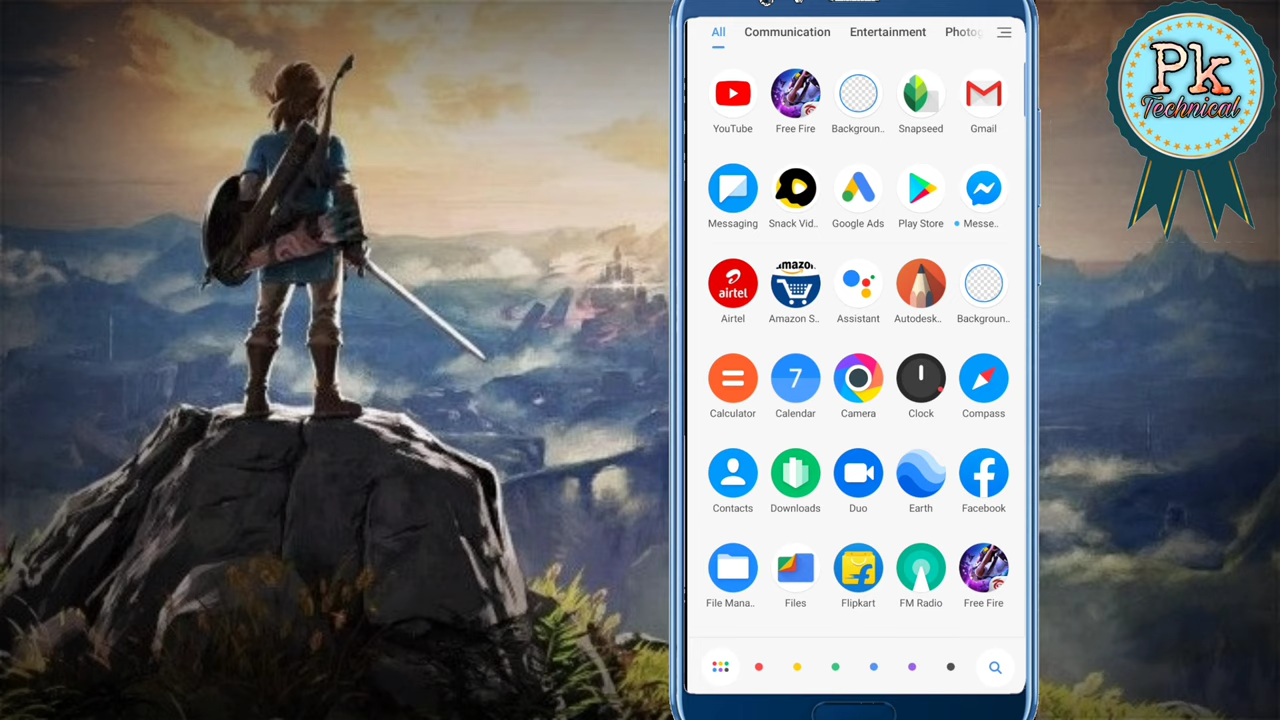 All Communication Entertainment Photog
YouTube Free Fire Backgroun.. Snapseed Gmail
Messaging Snack Vid.. Google Ads Play Store Messe..
airtel amazon
Airtel Amazon S.. Assistant Autodesk.. Backgroun..
7
Calculator Calendar Camera Clock Compass
Contacts Downloads Duo Earth Facebook
File Mana.. Files Flipkart FM Radio Free Fire
Pk
Technical